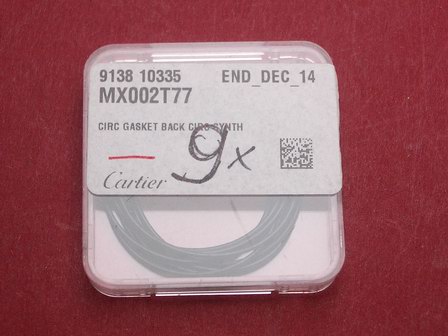 9138 10335 END_DEC_14
MX002T77
CIRC GASKET BACK CIRC SYNTH
9x
Cartier